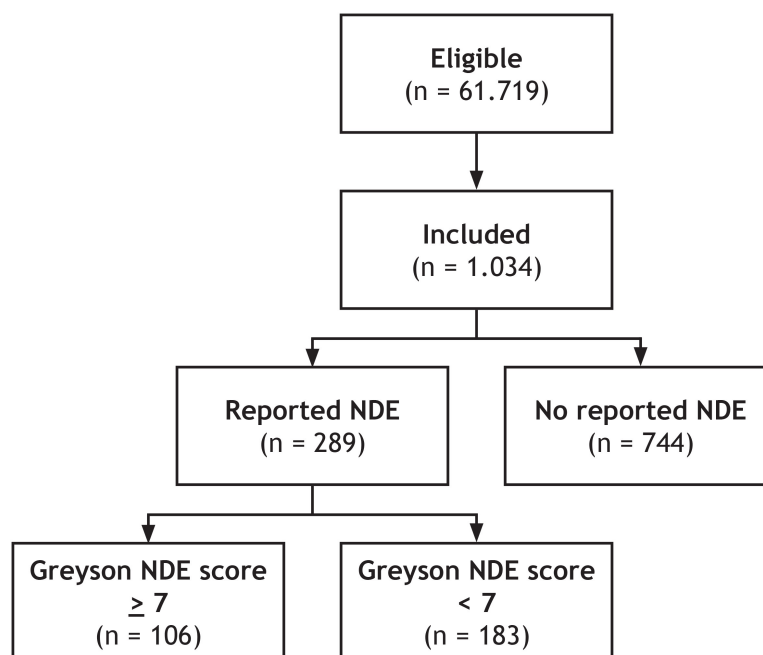 Eligible
(n = 61.719)
Included
(n = 1.034)
Reported NDE
(n = 289)
No reported NDE
(n = 744)
Greyson NDE score
≥ 7
(n = 106)
Greyson NDE score
< 7
(n = 183)